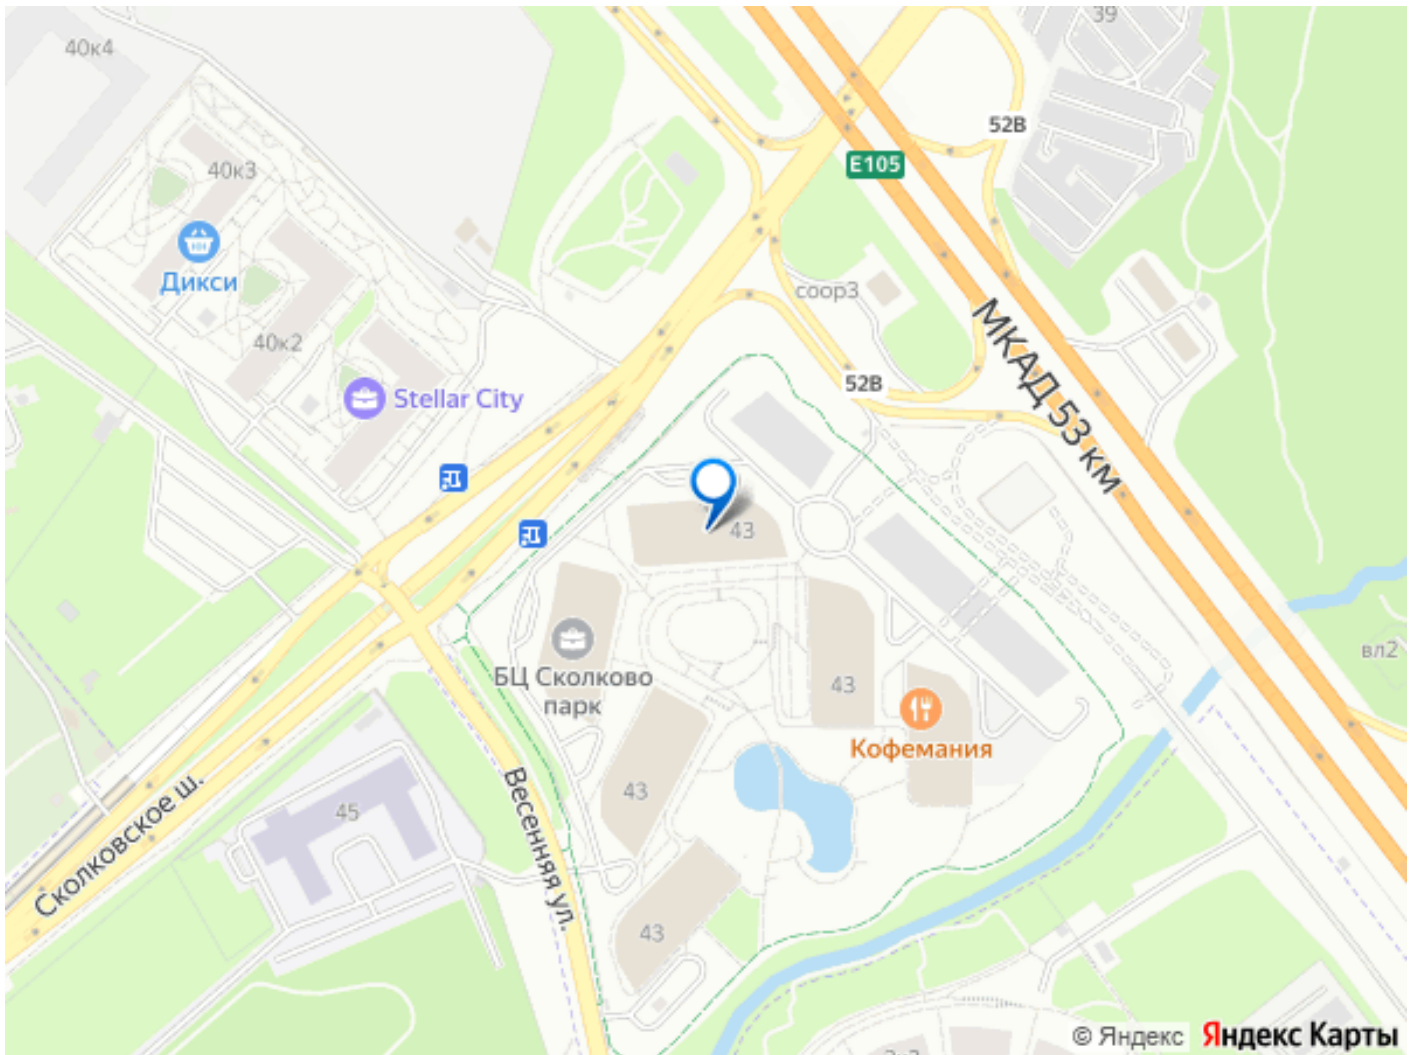 39
40к4
52В
E105
40к3
Дикси
соор3
40к2
52В
Stellar City
МКАД 53 км
43
вл2
БЦ Сколково
парк
43
Кофемания
43
45
Сколковское ш.
Весенняя ул.
43
© Яндекс
Яндекс Карты